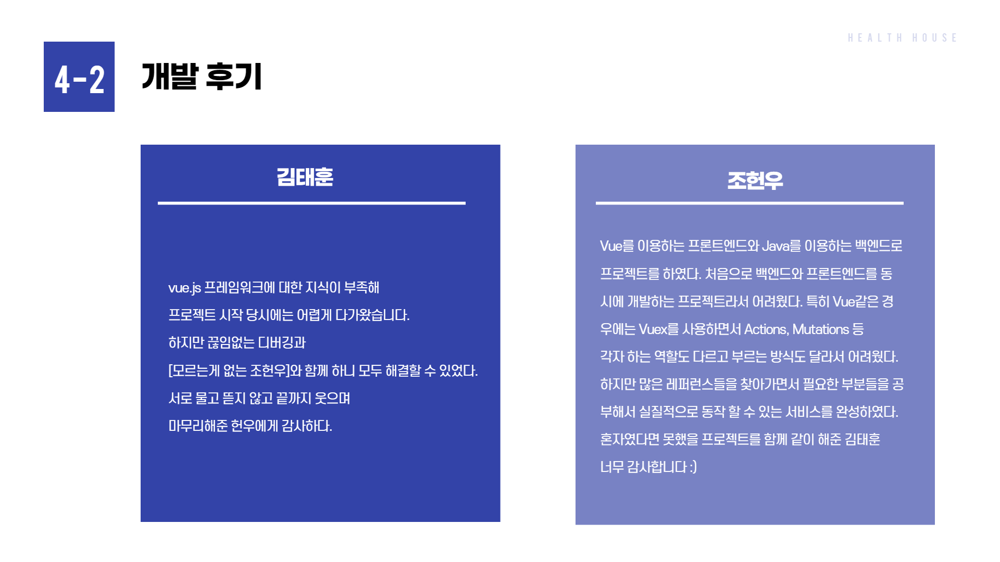 HEALTH HOUSE
4-2
개발 후기
김태훈
vue.js 프레임워크에 대한 지식이 부족해
프로젝트 시작 당시에는 어렵게 다가왔습니다.
하지만 끊임없는 디버깅과
[모르는게 없는 조헌우]와 함께 하니 모두 해결할 수 있었다.
서로 물고 뜯지 않고 끝까지 웃으며
마무리해준 헌우에게 감사하다.
조헌우
Vue를 이용하는 프론트엔드와 Java를 이용하는 백엔드로
프로젝트를 하였다. 처음으로 백엔드와 프론트엔드를 동
시에 개발하는 프로젝트라서 어려웠다. 특히 Vue같은 경
우에는 Vuex를 사용하면서 Actions, Mutations 등
각자 하는 역할도 다르고 부르는 방식도 달라서 어려웠다.
하지만 많은 레퍼런스들을 찾아가면서 필요한 부분들을 공
부해서 실질적으로 동작 할 수 있는 서비스를 완성하였다.
혼자였다면 못했을 프로젝트를 함께 같이 해준 김태훈
너무 감사합니다 :)